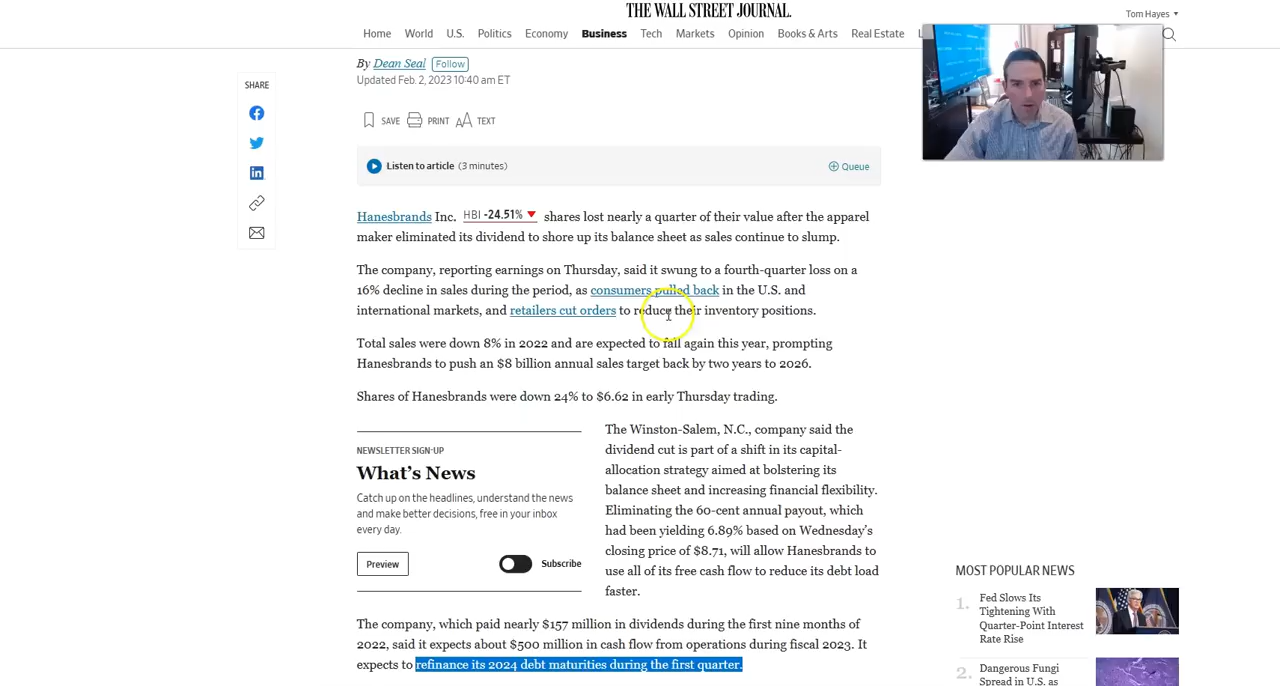 THE WALL STREET JOURNAL.
Tom Hayes
Home World U.S. Politics Economy Business Tech Markets Opinion Books & Arts Real Estate
By Dean Seal Follow
Updated Feb. 2, 2023 10:40 am ET
SHARE
SAVE PRINT AA TEXT
Listen to article (3 minutes) Queue
Hanesbrands Inc. HBI -24.51% shares lost nearly a quarter of their value after the apparel
maker eliminated its dividend to shore up its balance sheet as sales continue to slump.
The company, reporting earnings on Thursday, said it swung to a fourth-quarter loss on a
16% decline in sales during the period, as consumers pulled back in the U.S. and
international markets, and retailers cut orders to reduce their inventory positions.
Total sales were down 8% in 2022 and are expected to fall again this year, prompting
Hanesbrands to push an $8 billion annual sales target back by two years to 2026.
Shares of Hanesbrands were down 24% to $6.62 in early Thursday trading.
NEWSLETTER SIGN-UP
What's News
Catch up on the headlines, understand the news
and make better decisions, free in your inbox
every day.
Preview Subscribe
The Winston-Salem, N.C., company said the
dividend cut is part of a shift in its capital-
allocation strategy aimed at bolstering its
balance sheet and increasing financial flexibility.
Eliminating the 60-cent annual payout, which
had been yielding 6.89% based on Wednesday's
closing price of $8.71, will allow Hanesbrands to
use all of its free cash flow to reduce its debt load
faster.
The company, which paid nearly $157 million in dividends during the first nine months of
2022, said it expects about $500 million in cash flow from operations during fiscal 2023. It
expects to refinance its 2024 debt maturities during the first quarter.
MOST POPULAR NEWS
1. Fed Slows Its
Tightening With
Quarter-Point Interest
Rate Rise
2. Dangerous Fungi
Spread in U.S. as